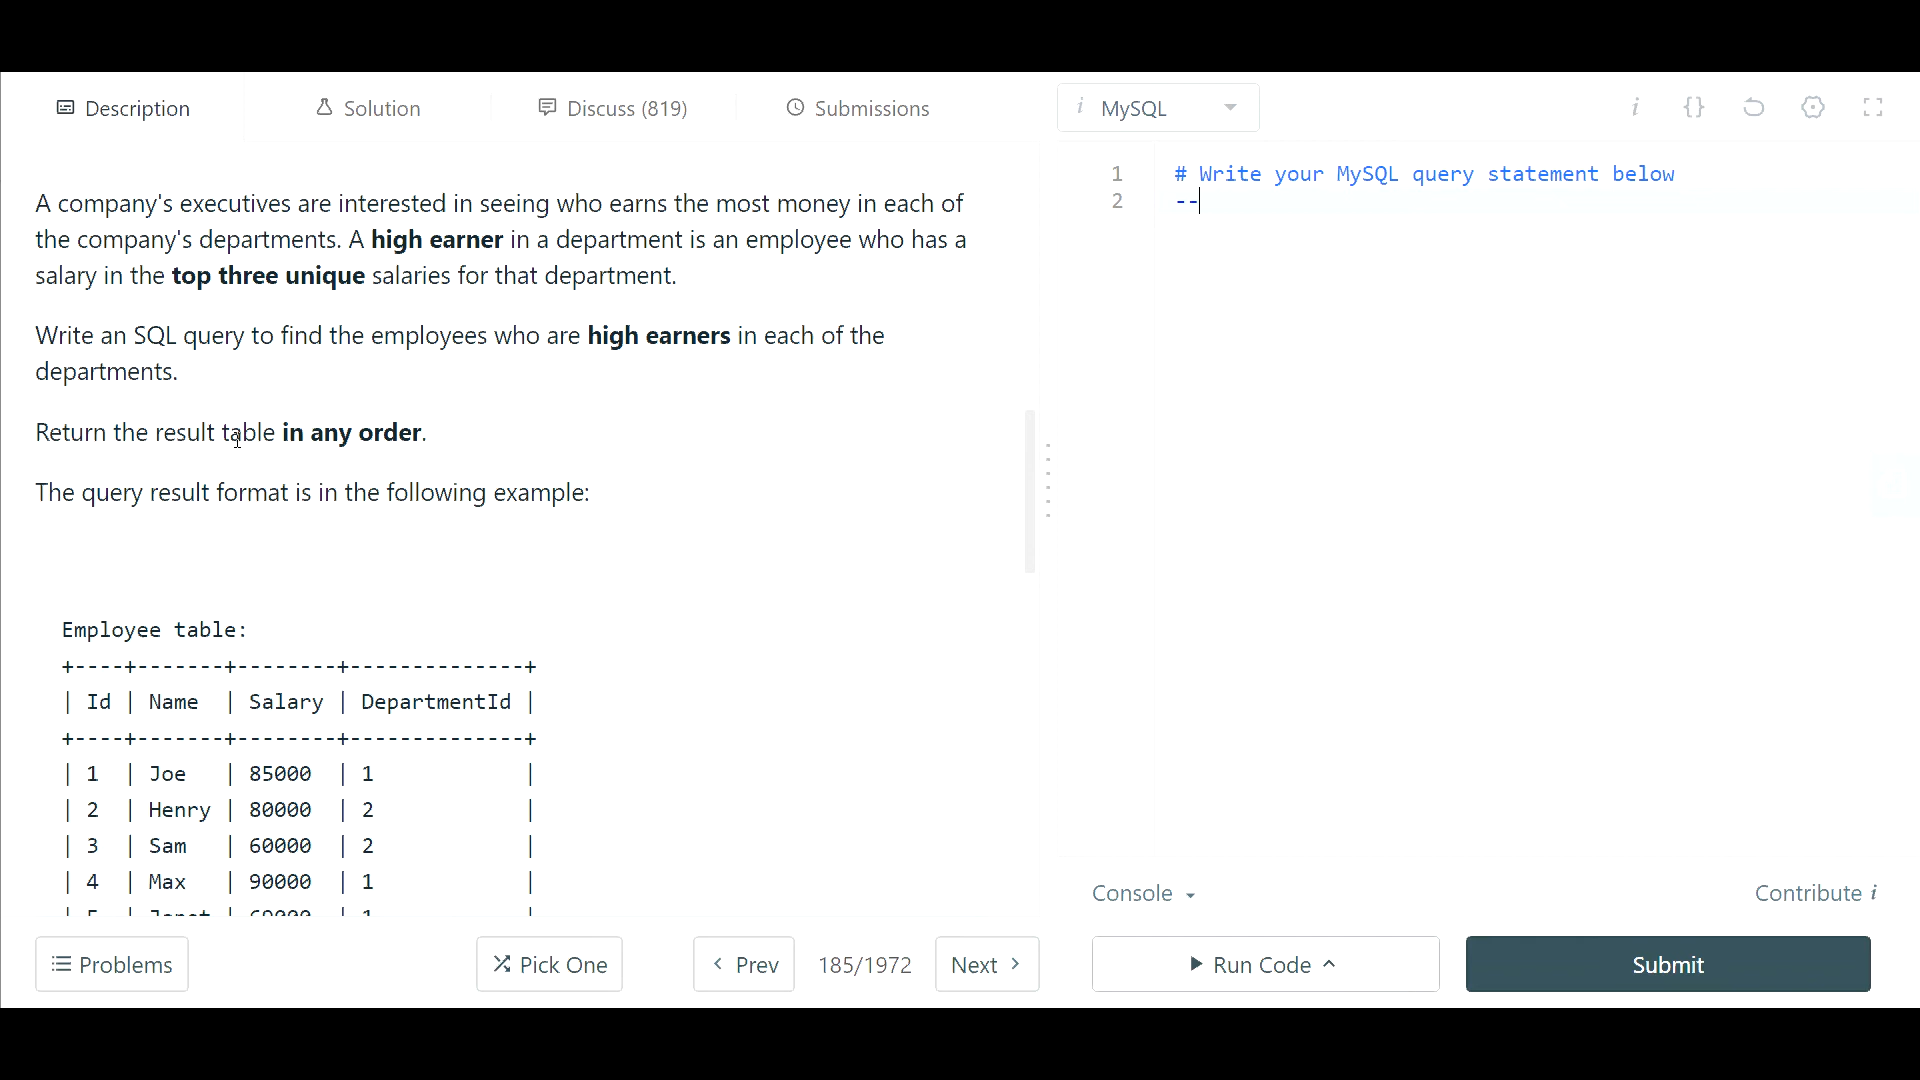 Description
Solution
Discuss (819)
Submissions
i MySQL
i {}
A company's executives are interested in seeing who earns the most money in each of
the company's departments. A high earner in a department is an employee who has a
salary in the top three unique salaries for that department.
Write an SQL query to find the employees who are high earners in each of the
departments.
Return the result table in any order.
The query result format is in the following example:
Employee table:
+----+-------+--------+--------------+
| Id | Name  | Salary | DepartmentId |
+----+-------+--------+--------------+
| 1  | Joe   | 85000  | 1            |
| 2  | Henry | 80000  | 2            |
| 3  | Sam   | 60000  | 2            |
| 4  | Max   | 90000  | 1            |
1 # Write your MySQL query statement below
2 --
Console
Contribute i
Problems
Pick One
‹ Prev
185/1972
Next ›
Run Code
Submit